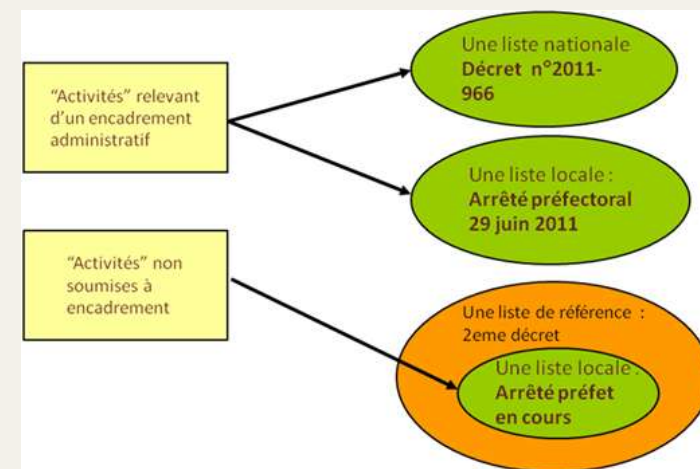 "Activités" relevant
d'un encadrement
administratif
Une liste nationale
Décret n°2011-
966
Une liste locale :
Arrêté préfectoral
29 juin 2011
"Activités" non
soumises à
encadrement
Une liste de référence :
2eme décret
Une liste locale :
Arrêté préfet
en cours